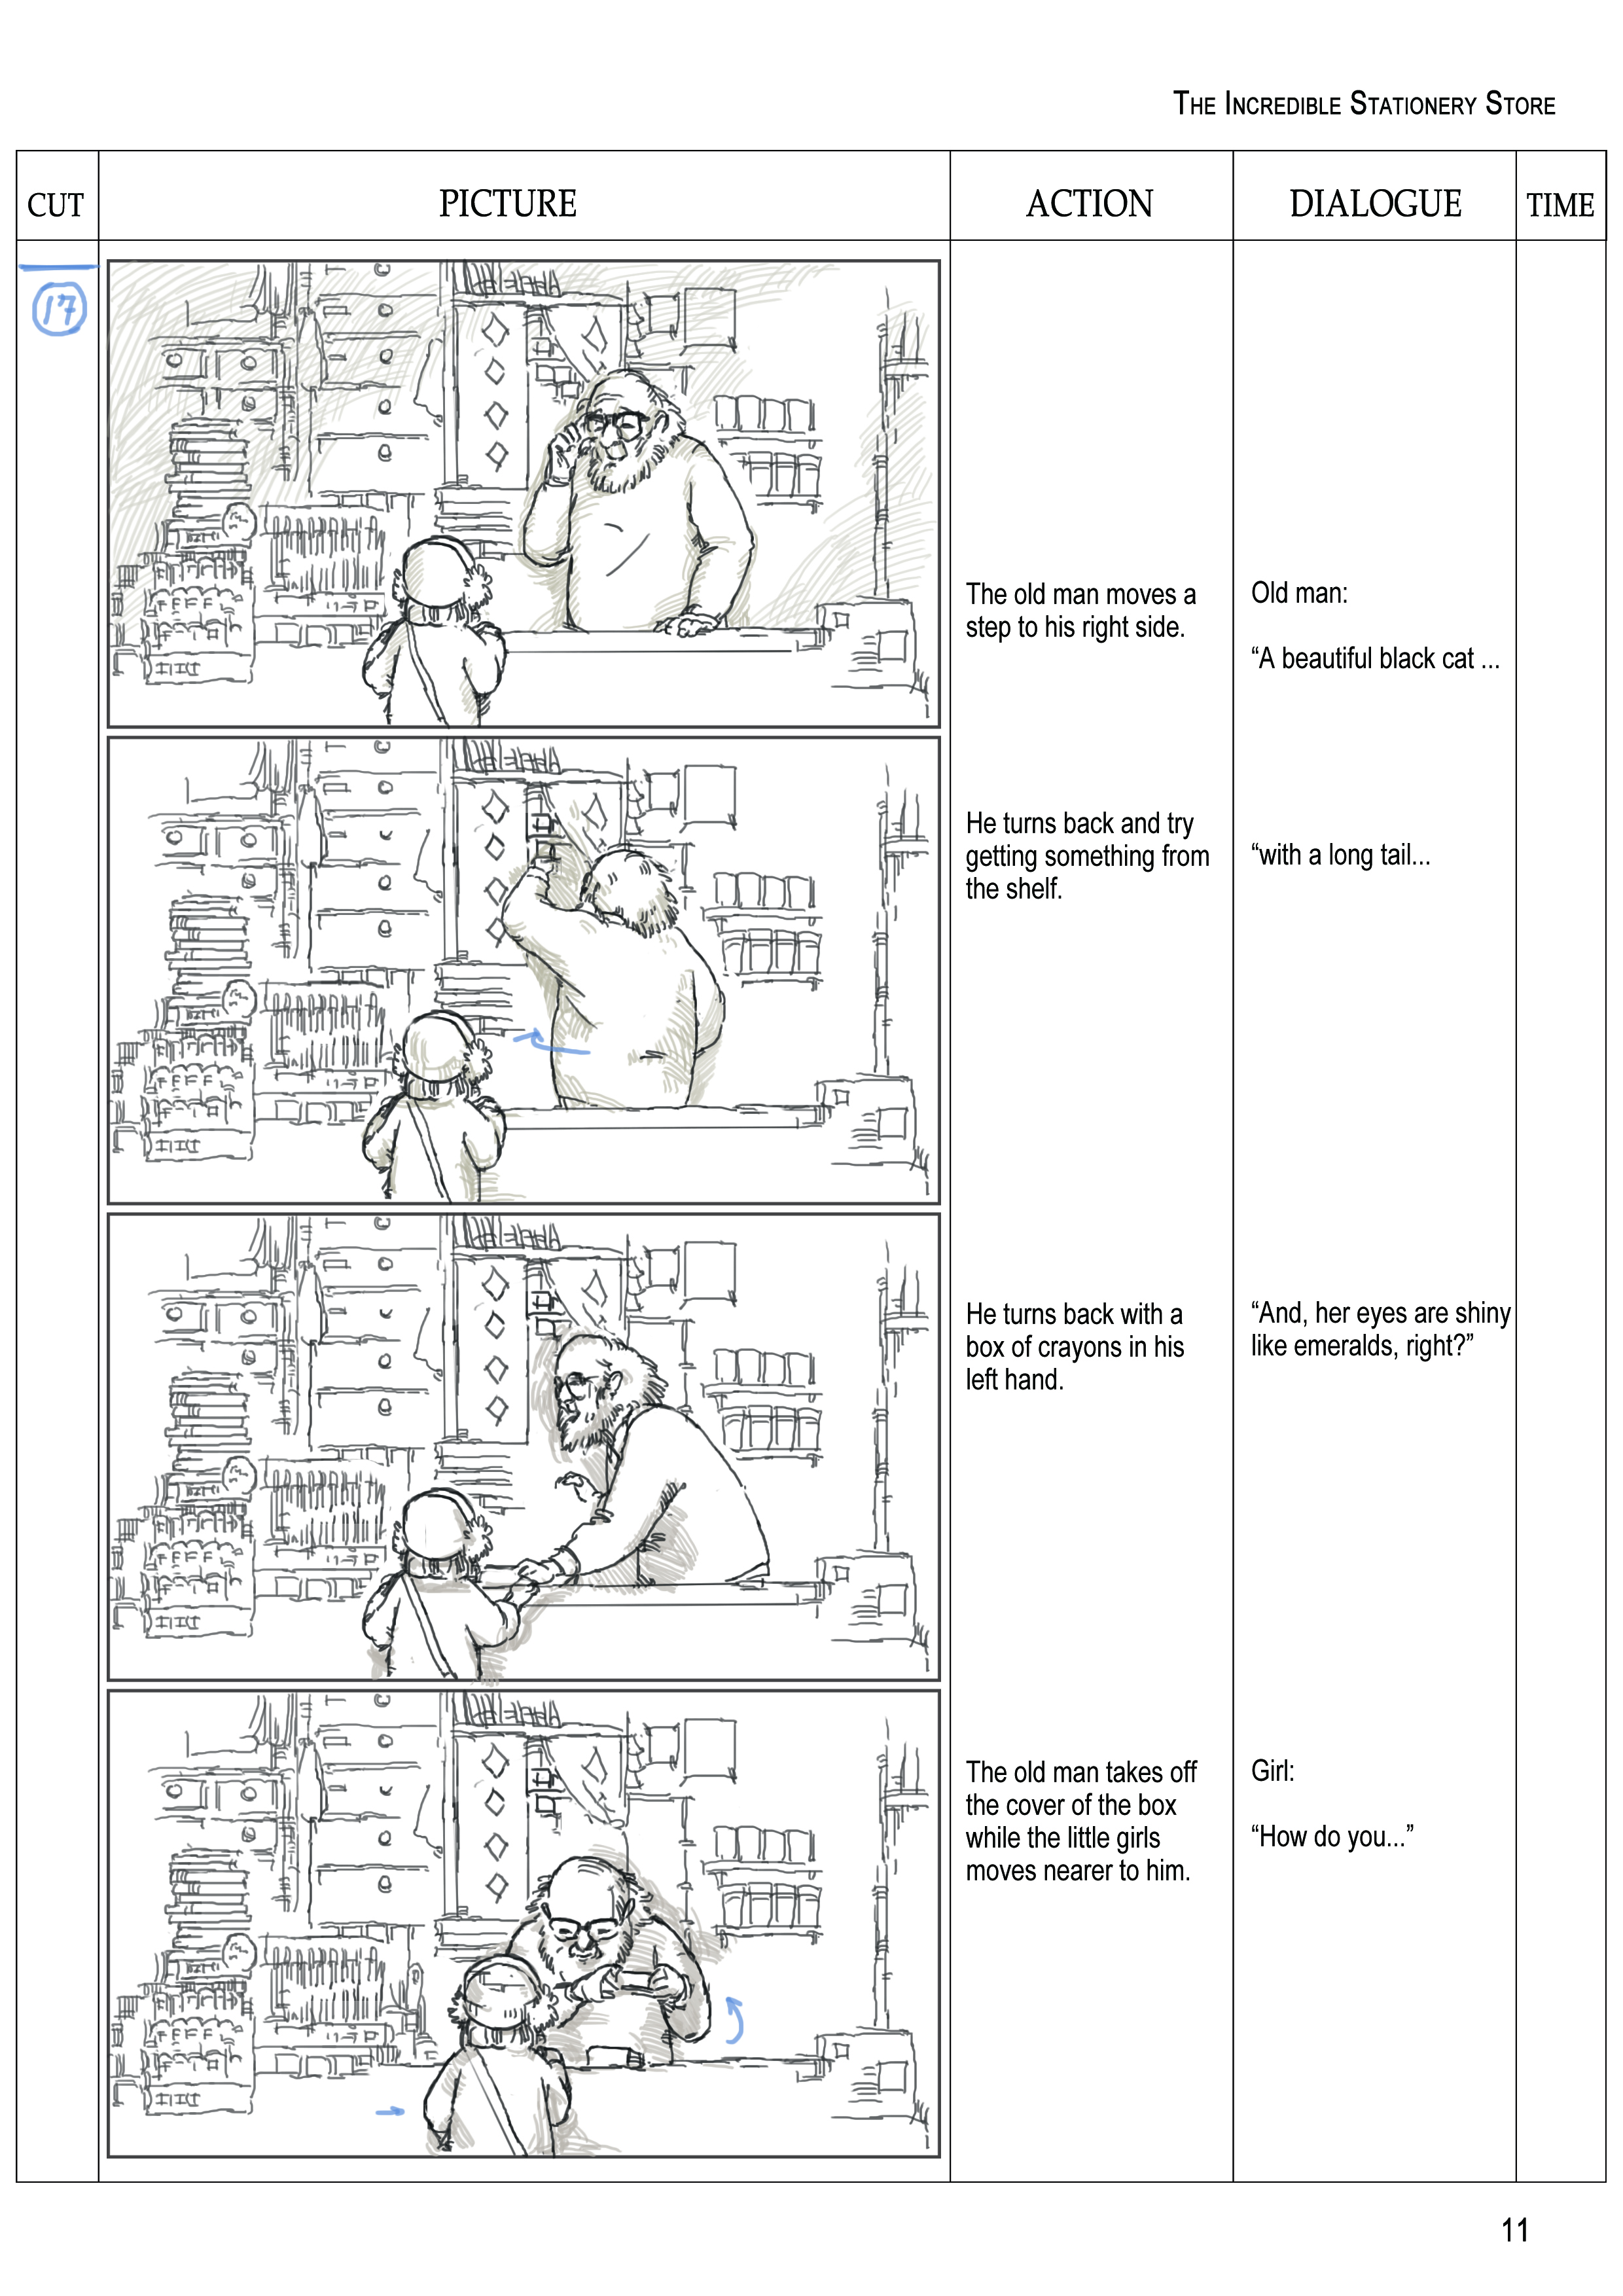 The Incredible Stationery Store
CUT
PICTURE
ACTION
DIALOGUE
TIME
17
The old man moves a
step to his right side.
Old man:
“A beautiful black cat ...
He turns back and try
getting something from
the shelf.
“with a long tail...
He turns back with a
box of crayons in his
left hand.
“And, her eyes are shiny
like emeralds, right?”
The old man takes off
the cover of the box
while the little girls
moves nearer to him.
Girl:
“How do you...”
11